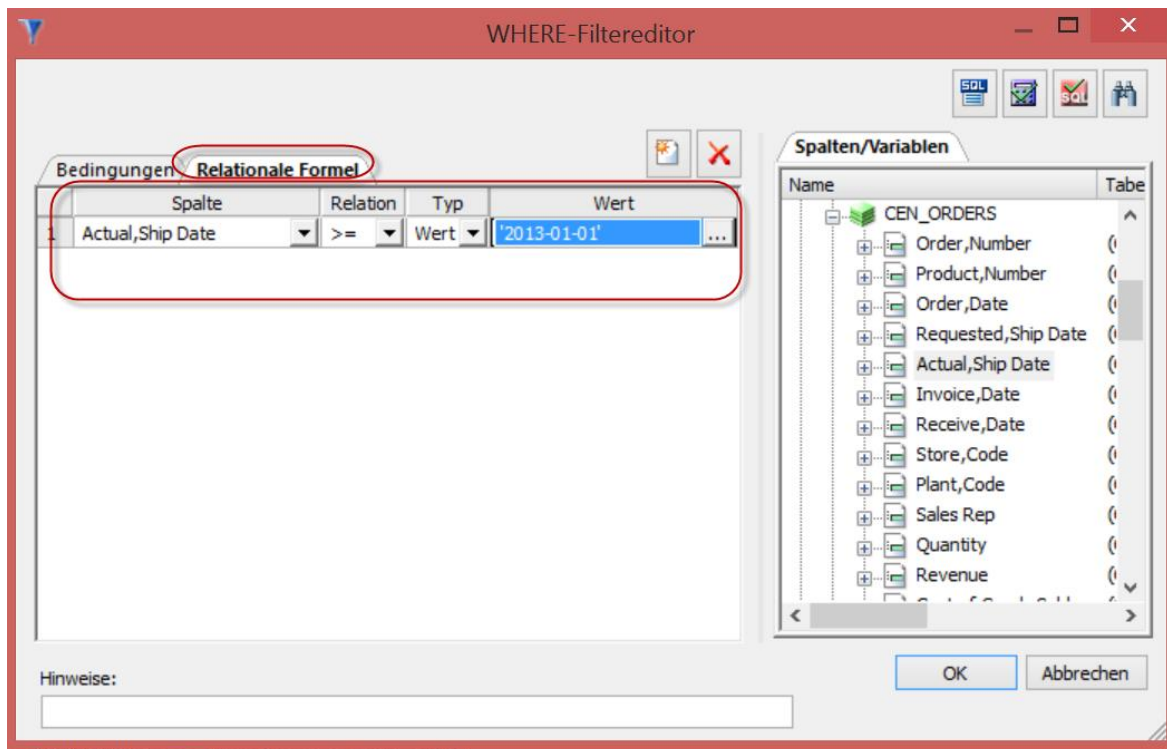 WHERE-Filtereditor
SQL
SQL
Bedingungen Relationale Formel
Spalte Relation Typ Wert
1 Actual,Ship Date >= Wert '2013-01-01' ...
Spalten/Variablen
Name Tabe
CEN_ORDERS
Order,Number
Product,Number
Order,Date
Requested,Ship Date
Actual,Ship Date
Invoice,Date
Receive,Date
Store,Code
Plant,Code
Sales Rep
Quantity
Revenue
Hinweise:
OK Abbrechen